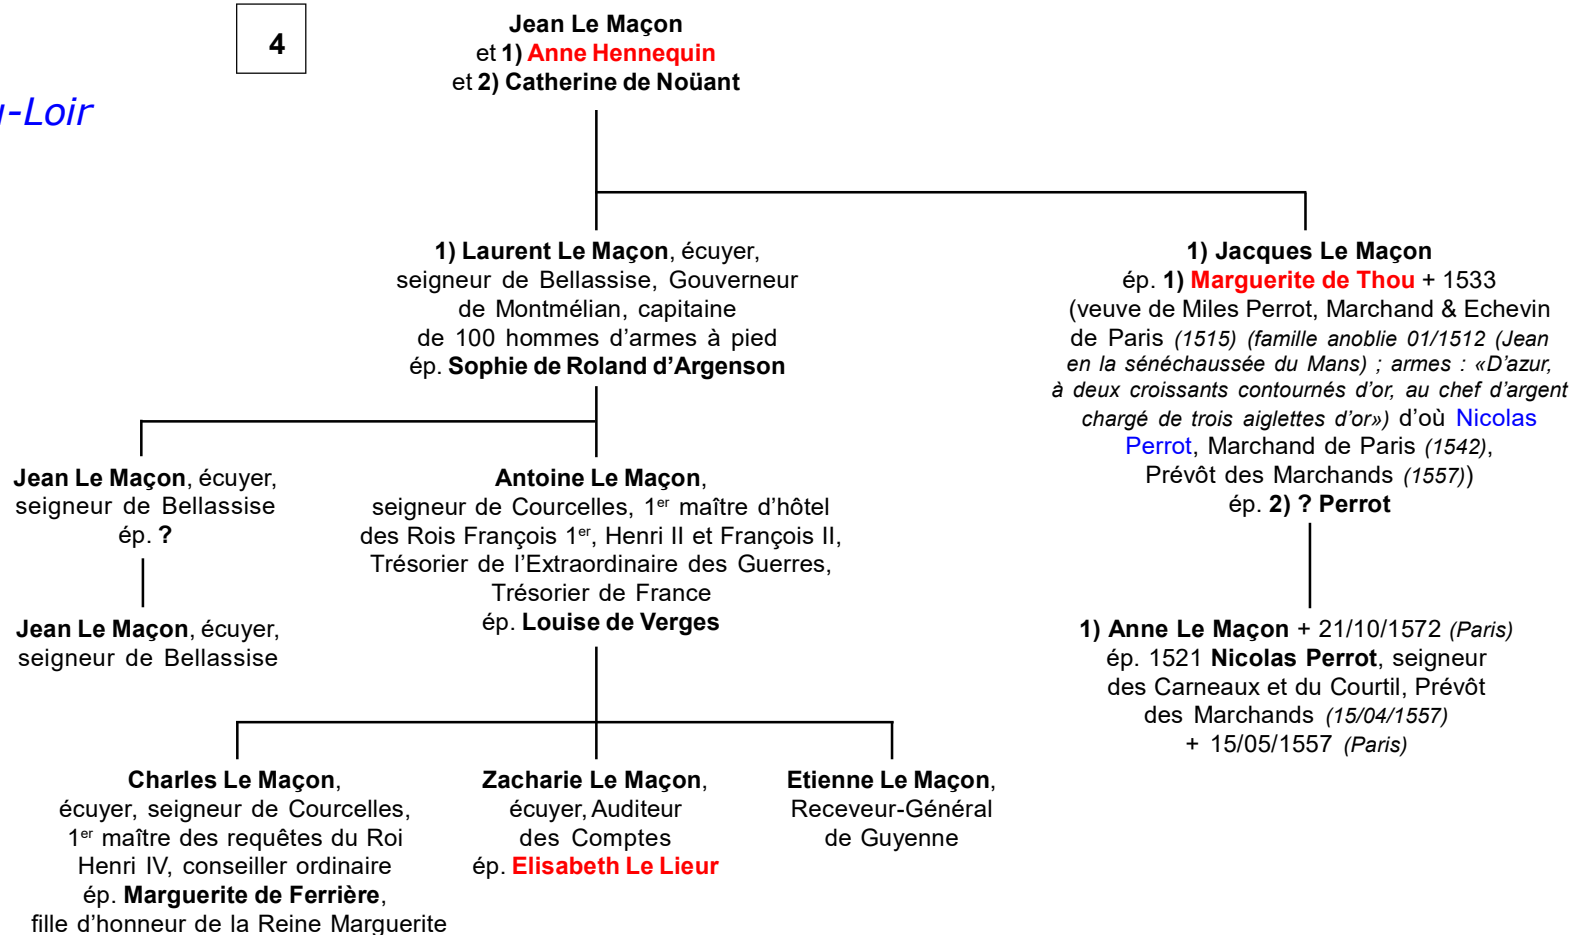 4
Jean Le Maçon
et 1) Anne Hennequin
et 2) Catherine de Noüant
-Loir
1) Laurent Le Maçon, écuyer,
seigneur de Bellassise, Gouverneur
de Montmélian, capitaine
de 100 hommes d’armes à pied
ép. Sophie de Roland d’Argenson
1) Jacques Le Maçon
ép. 1) Marguerite de Thou + 1533
(veuve de Miles Perrot, Marchand & Echevin
de Paris (1515) (famille anoblie 01/1512 (Jean
en la sénéchaussée du Mans) ; armes : «D’azur,
à deux croissants contournés d’or, au chef d’argent
chargé de trois aiglettes d’or») d’où Nicolas
Perrot, Marchand de Paris (1542),
Prévôt des Marchands (1557))
ép. 2) ? Perrot
Jean Le Maçon, écuyer,
seigneur de Bellassise
ép. ?
Antoine Le Maçon,
seigneur de Courcelles, 1er maître d’hôtel
des Rois François 1er, Henri II et François II,
Trésorier de l’Extraordinaire des Guerres,
Trésorier de France
ép. Louise de Verges
Jean Le Maçon, écuyer,
seigneur de Bellassise
1) Anne Le Maçon + 21/10/1572 (Paris)
ép. 1521 Nicolas Perrot, seigneur
des Carneaux et du Courtil, Prévôt
des Marchands (15/04/1557)
+ 15/05/1557 (Paris)
Charles Le Maçon,
écuyer, seigneur de Courcelles,
1er maître des requêtes du Roi
Henri IV, conseiller ordinaire
ép. Marguerite de Ferrière,
fille d’honneur de la Reine Marguerite
Zacharie Le Maçon,
écuyer, Auditeur
des Comptes
ép. Elisabeth Le Lieur
Etienne Le Maçon,
Receveur-Général
de Guyenne